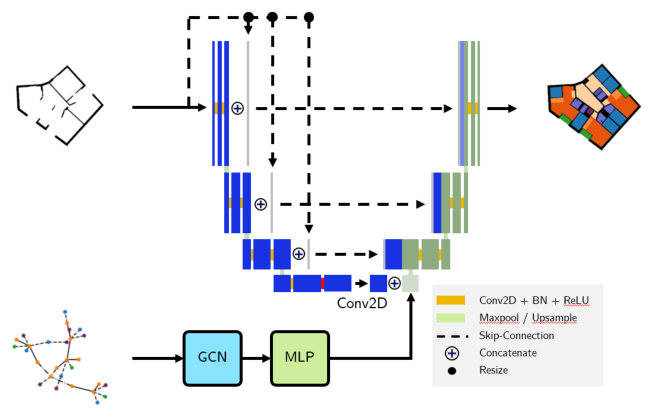 Conv2D
GCN
MLP
Conv2D + BN + ReLU
Maxpool / Upsample
Skip-Connection
Concatenate
Resize